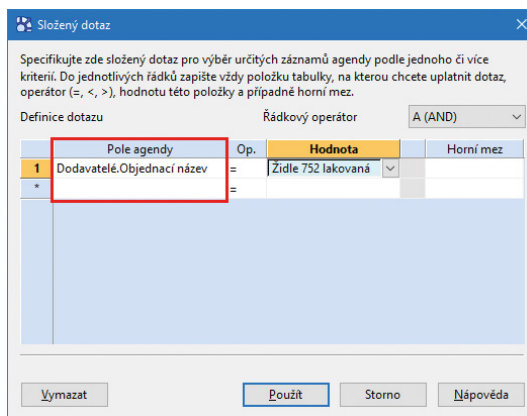 Složený dotaz
Specifikujte zde složený dotaz pro výběr určitých záznamů agendy podle jednoho či více
kriterií. Do jednotlivých řádků zapište vždy položku tabulky, na kterou chcete uplatnit dotaz,
operátor (=, <, >), hodnotu této položky a případně horní mez.
Definice dotazu Řádkový operátor A (AND)
Pole agendy Op. Hodnota Horní mez
1 Dodavatelé.Objednací název = Židle 752 lakovaná
* =
Vymazat Použít Storno Nápověda